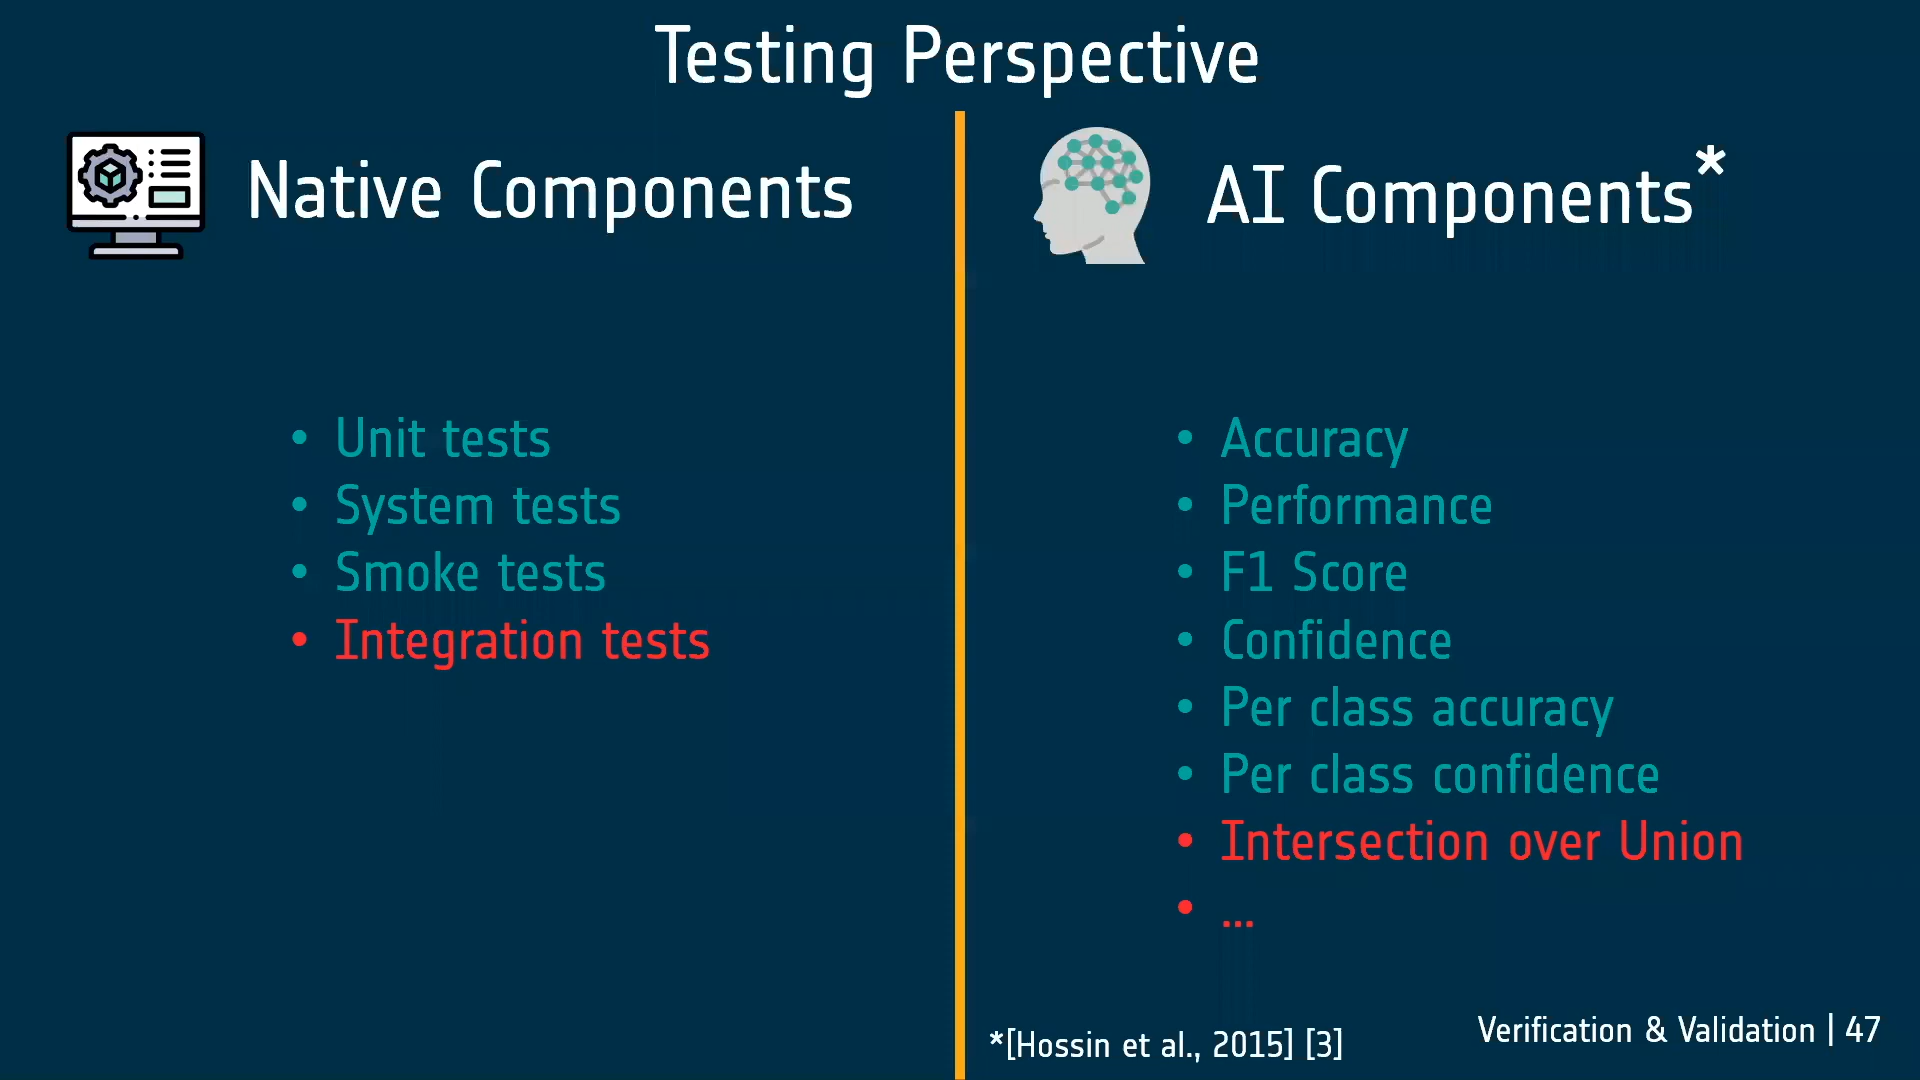 Testing Perspective
Native Components
• Unit tests
• System tests
• Smoke tests
• Integration tests
AI Components*
• Accuracy
• Performance
• F1 Score
• Confidence
• Per class accuracy
• Per class confidence
• Intersection over Union
• ...
*[Hossin et al., 2015] [3]
Verification & Validation | 47